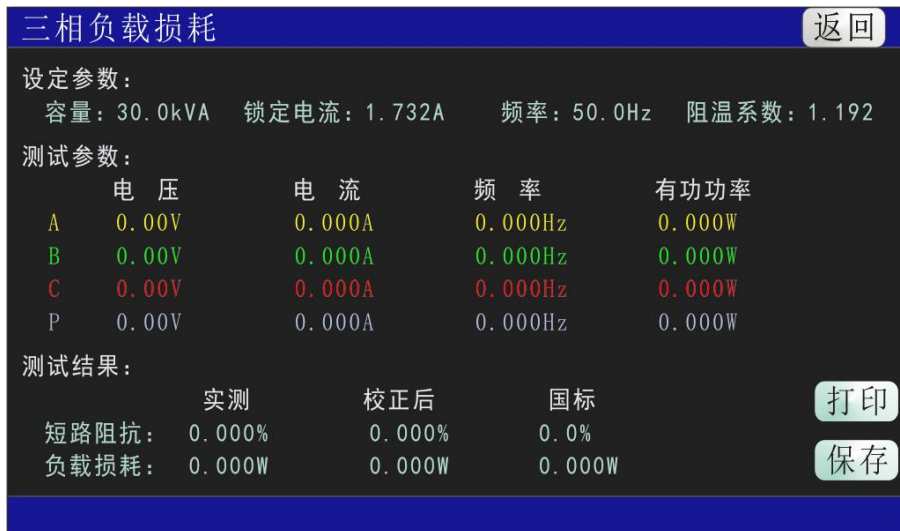 三相负载损耗 返回
设定参数：
容量：30.0kVA 锁定电流：1.732A 频率：50.0Hz 阻温系数：1.192
测试参数：
电 压 电 流 频 率 有功功率
A 0.00V 0.000A 0.000Hz 0.000W
B 0.00V 0.000A 0.000Hz 0.000W
C 0.00V 0.000A 0.000Hz 0.000W
P 0.00V 0.000A 0.000Hz 0.000W
测试结果：
实测 校正后 国标 打印
短路阻抗： 0.000% 0.000% 0.0%
负载损耗： 0.000W 0.000W 0.000W 保存